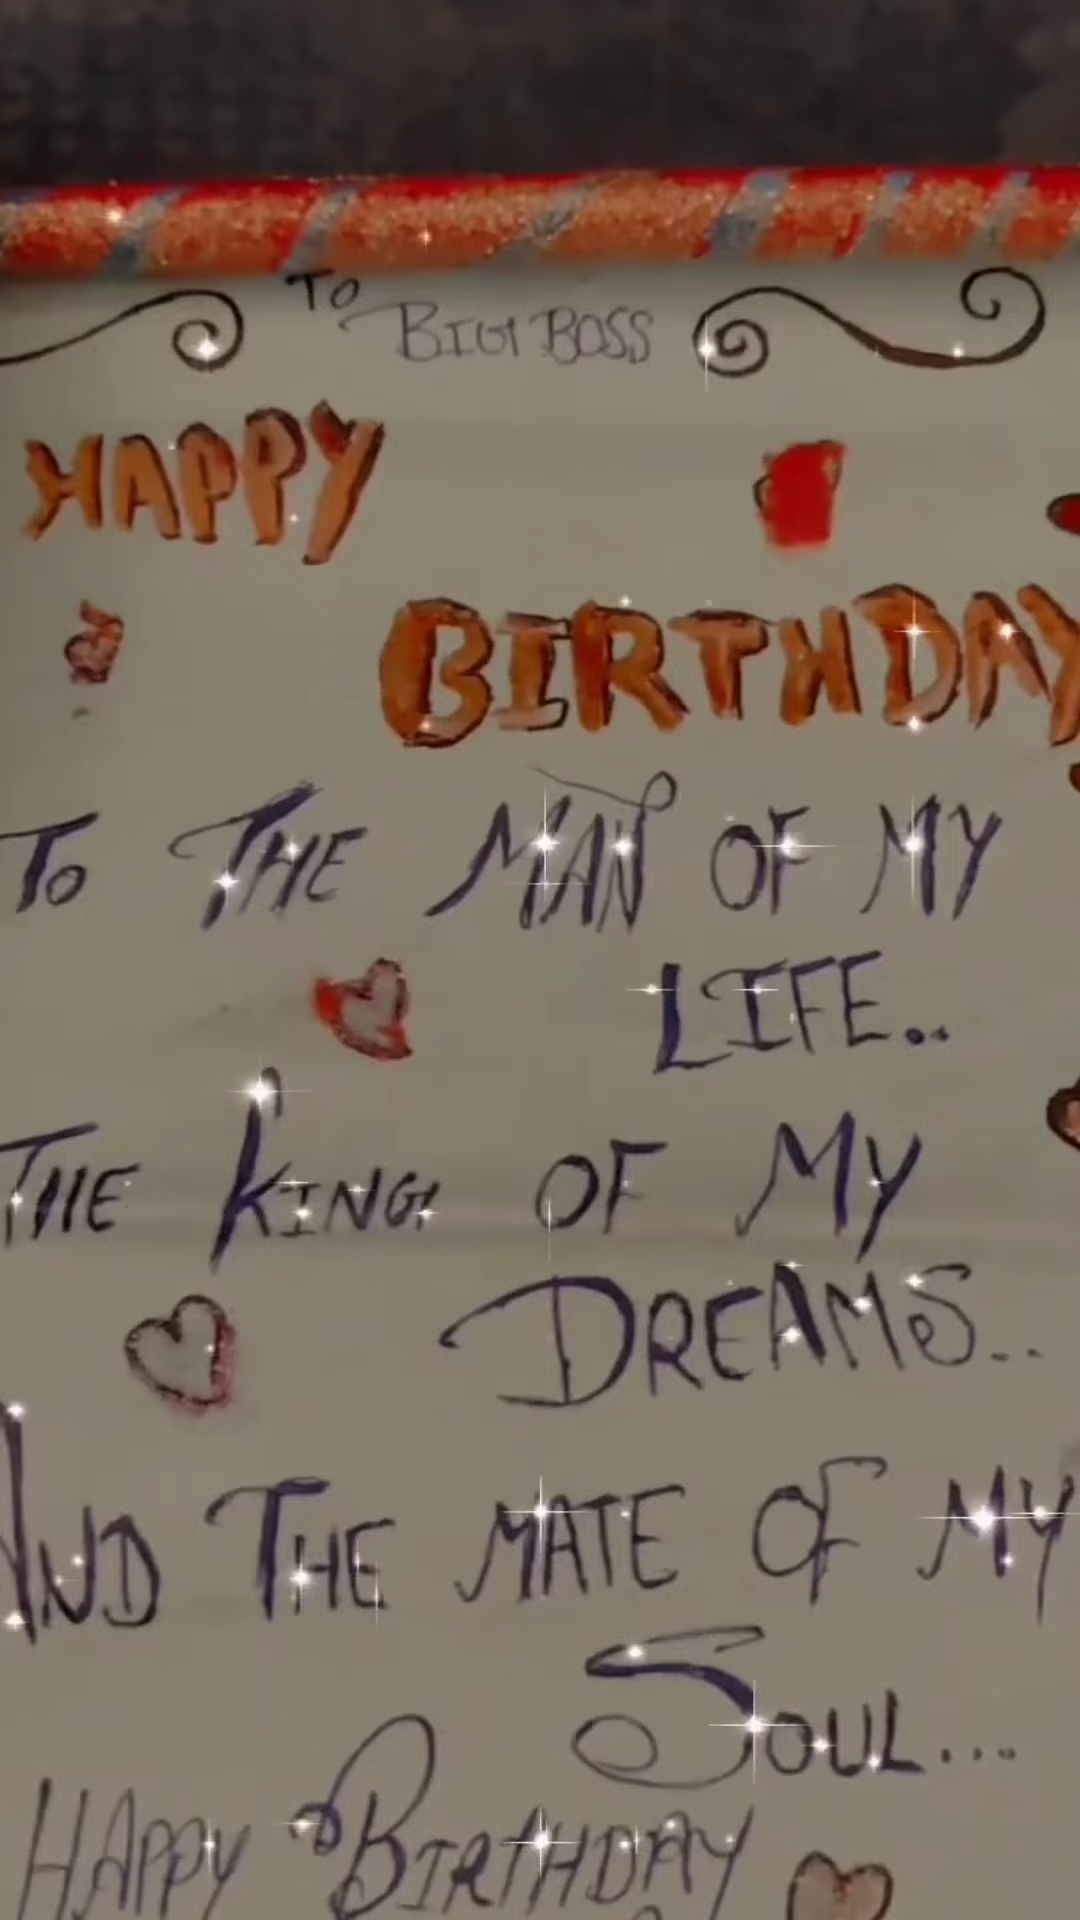 TO
BIG BOSS
HAPPY
BIRTHDAY
TO THE MAN OF MY
LIFE..
THE KING OF MY
DREAMS..
AND THE MATE OF MY
SOUL...
HAPPY BIRTHDAY